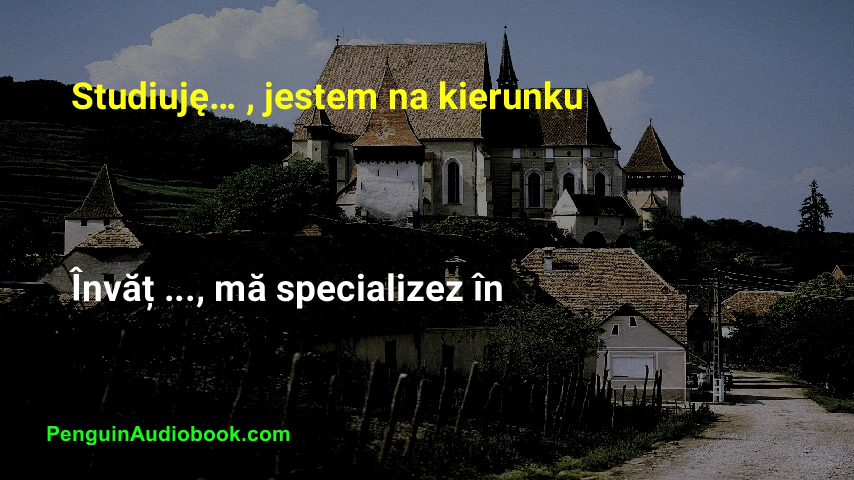 Studiuję… , jestem na kierunku
Învăț ..., mă specializez în
PenguinAudiobook.com